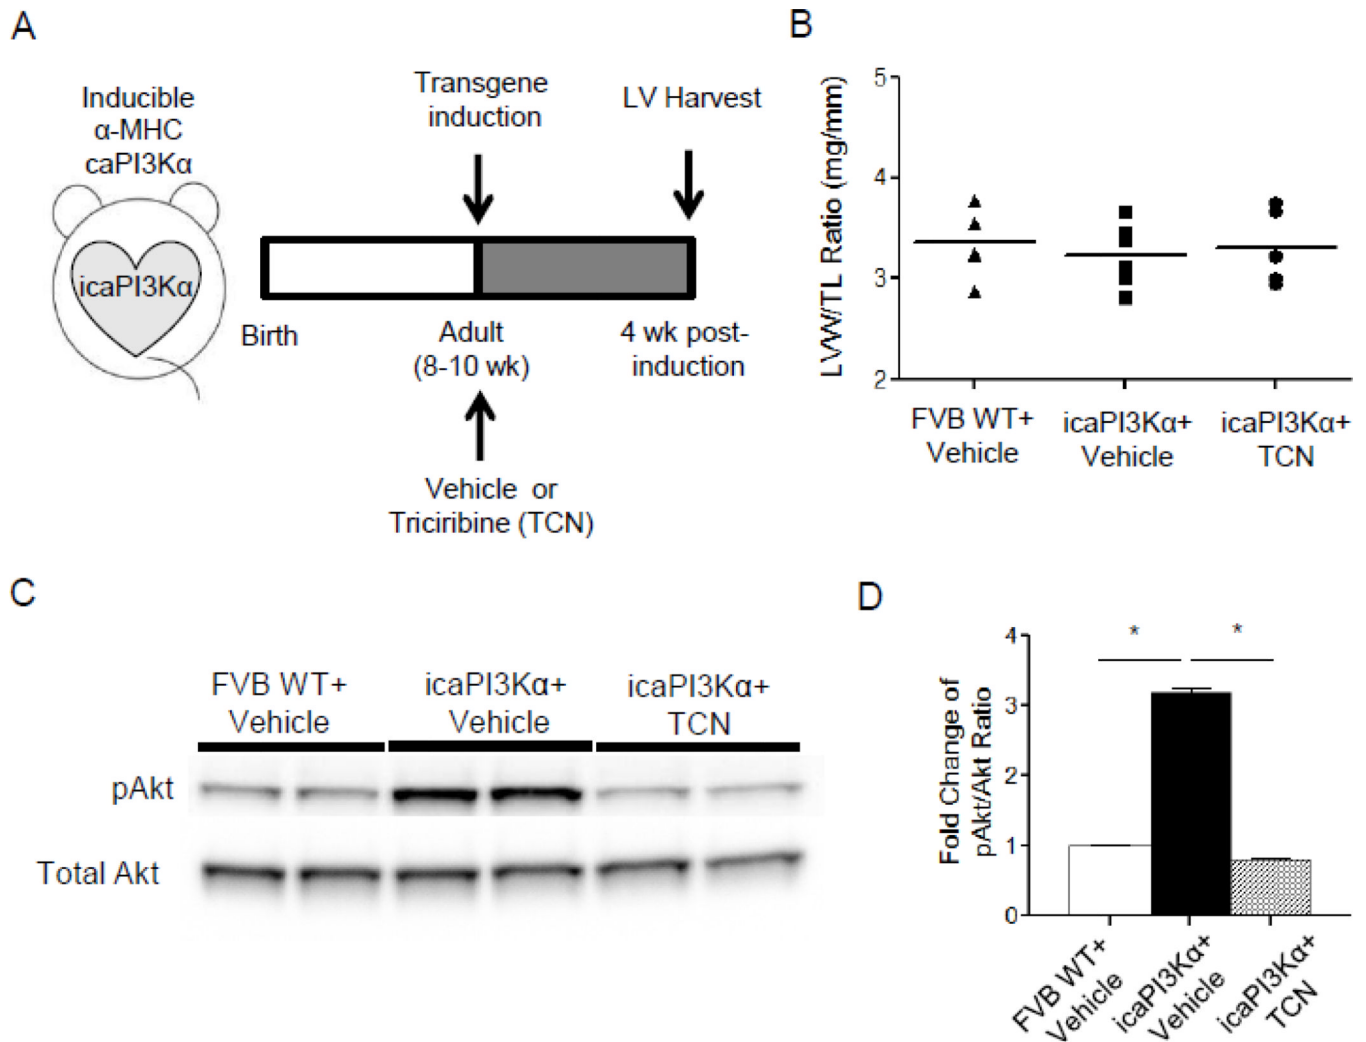 A
Inducible
α-MHC
caPI3Kα
icaPI3Kα
Transgene
induction
LV Harvest
Birth
Adult
(8-10 wk)
4 wk post-
induction
Vehicle or
Triciribine (TCN)
B
LVW/TL Ratio (mg/mm)
5
4
3
2
FVB WT+
Vehicle
icaPI3Kα+
Vehicle
icaPI3Kα+
TCN
C
FVB WT+
Vehicle
icaPI3Kα+
Vehicle
icaPI3Kα+
TCN
pAkt
Total Akt
D
Fold Change of
pAkt/Akt Ratio
4
3
2
1
0
* *
FVB WT+
Vehicle
icaPI3Kα+
Vehicle
icaPI3Kα+
TCN